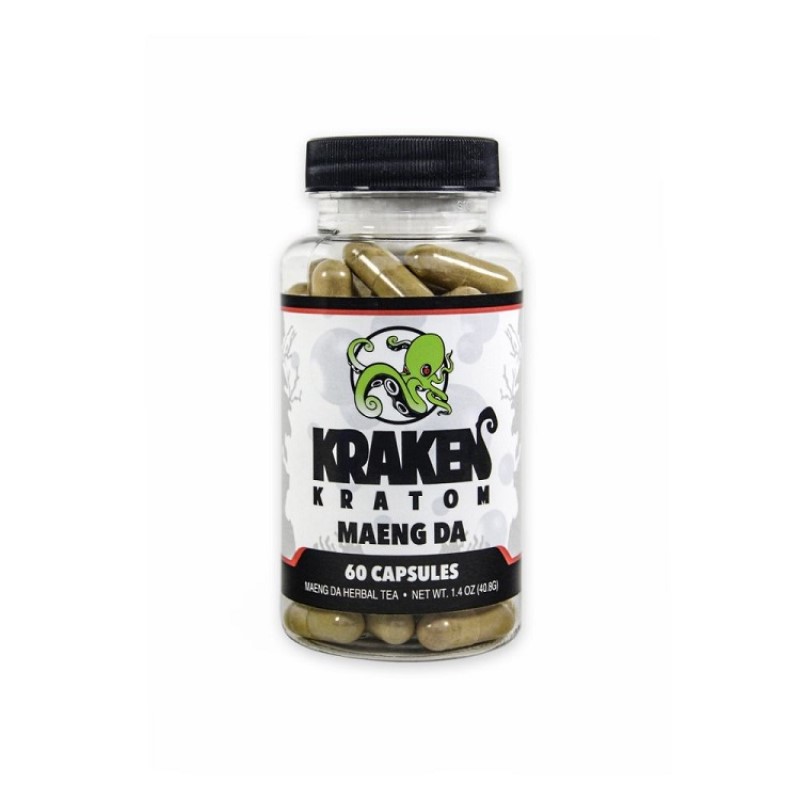 KRAKEN
KRATOM
MAENG DA
60 CAPSULES
MAENG DA HERBAL TEA • NET WT. 1.4 OZ (40.8G)